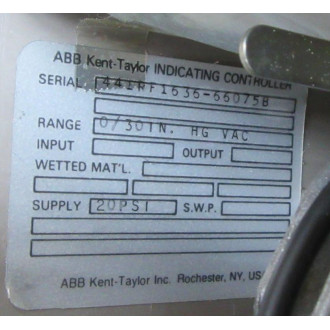 ABB Kent-Taylor INDICATING CONTROLLER
SERIAL 441RF1636-66075B
RANGE 0/30IN. HG VAC
INPUT OUTPUT
WETTED MAT'L.
SUPPLY 20PSI S.W.P.
ABB Kent-Taylor Inc. Rochester, NY, US